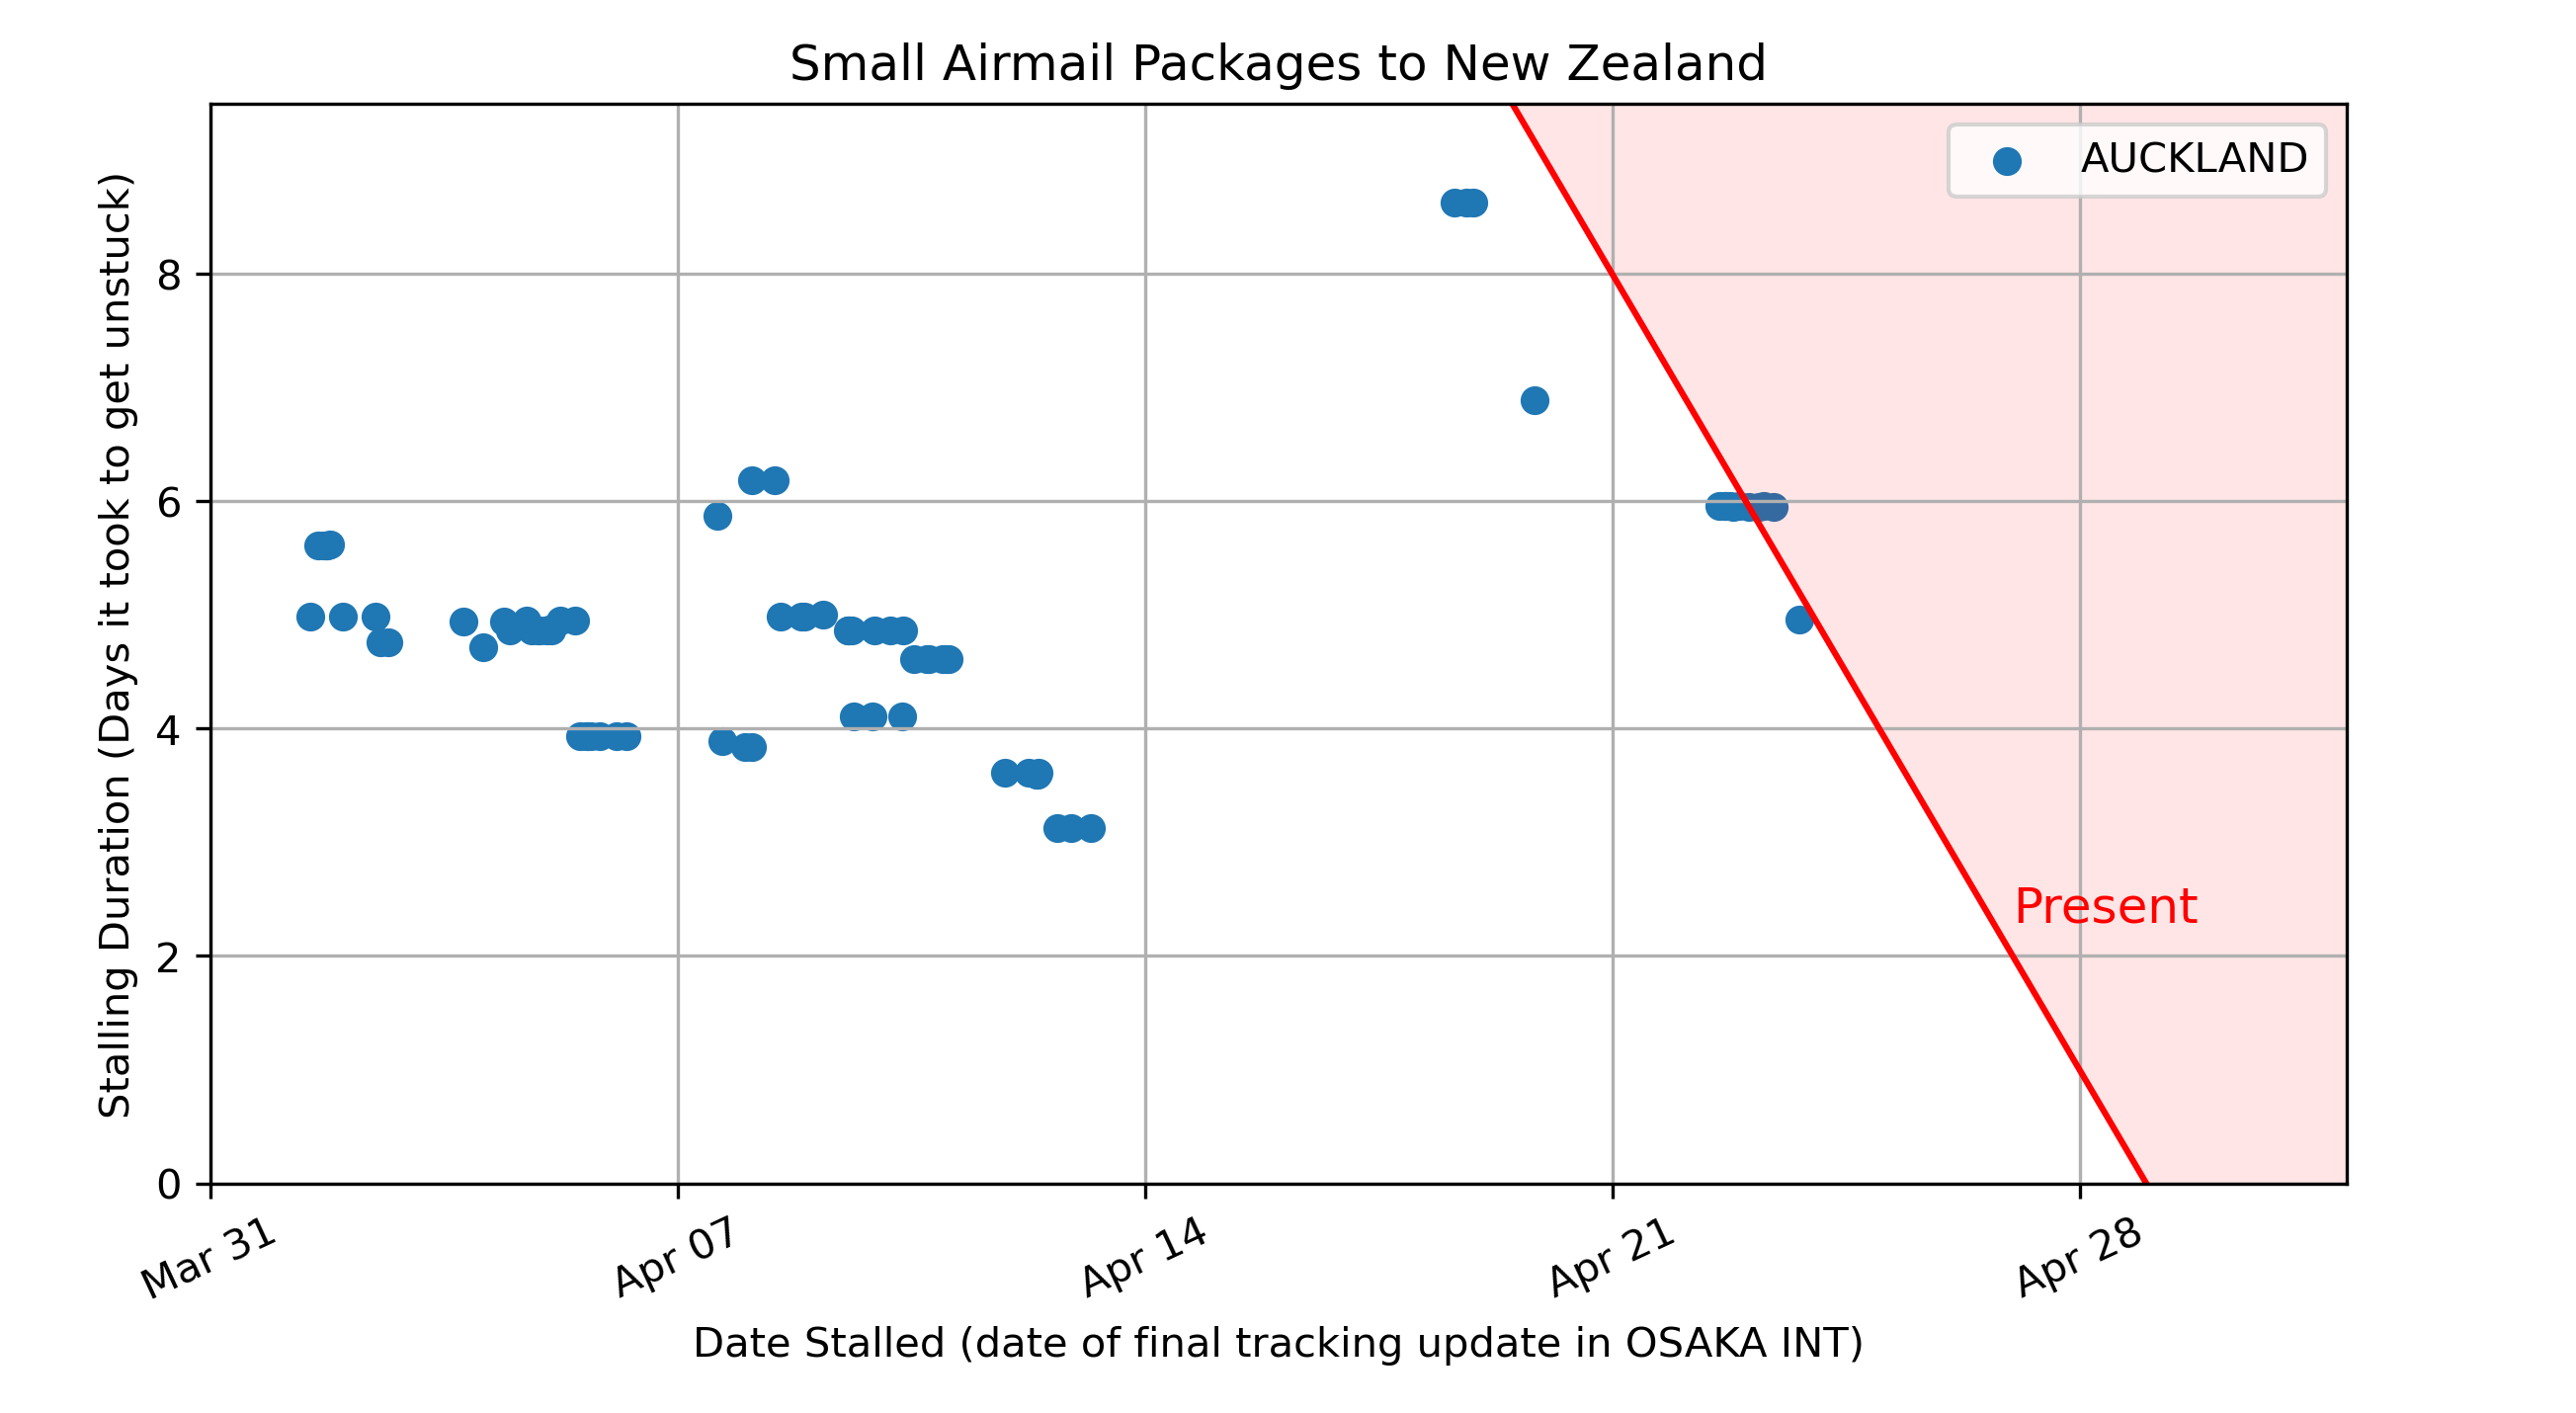 Small Airmail Packages to New Zealand
AUCKLAND
Stalling Duration (Days it took to get unstuck)
8
6
4
2
0
Present
Mar 31
Apr 07
Apr 14
Apr 21
Apr 28
Date Stalled (date of final tracking update in OSAKA INT)